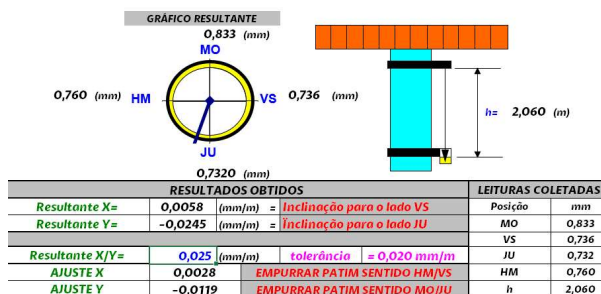 GRÁFICO RESULTANTE
0,833 (mm)
MO
0,760 (mm) HM
VS 0,736 (mm)
h= 2,060 (m)
JU
0,7320 (mm)
RESULTADOS OBTIDOS
LEITURAS COLETADAS
Resultante X= 0,0058 (mm/m) = Inclinação para o lado VS
Posição mm
Resultante Y= -0,0245 (mm/m) = Ïnclinação para o lado JU
MO 0,833
VS 0,736
Resultante X/Y= 0,025 (mm/m) tolerância = 0,020 mm/m
JU 0,732
AJUSTE X 0,0028 EMPURRAR PATIM SENTIDO HM/VS
HM 0,760
AJUSTE Y -0,0119 EMPURRAR PATIM SENTIDO MO/JU
h 2,060